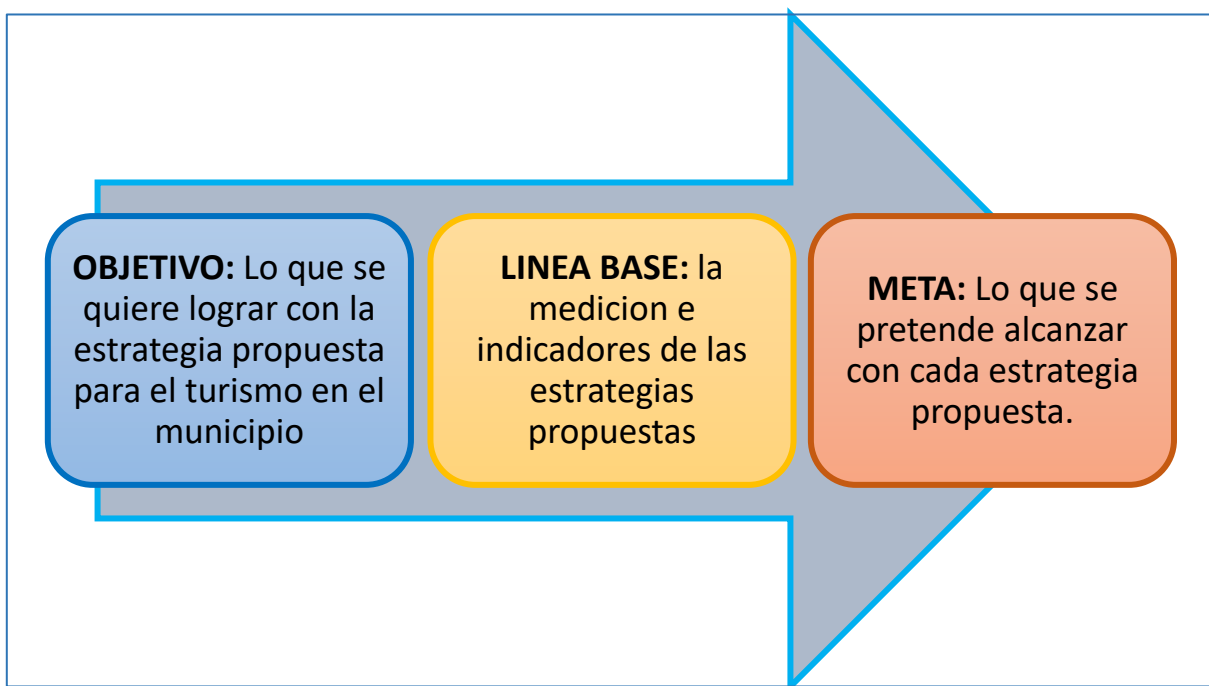 OBJETIVO: Lo que se
quiere lograr con la
estrategia propuesta
para el turismo en el
municipio
LINEA BASE: la
medicion e
indicadores de las
estrategias
propuestas
META: Lo que se
pretende alcanzar
con cada estrategia
propuesta.